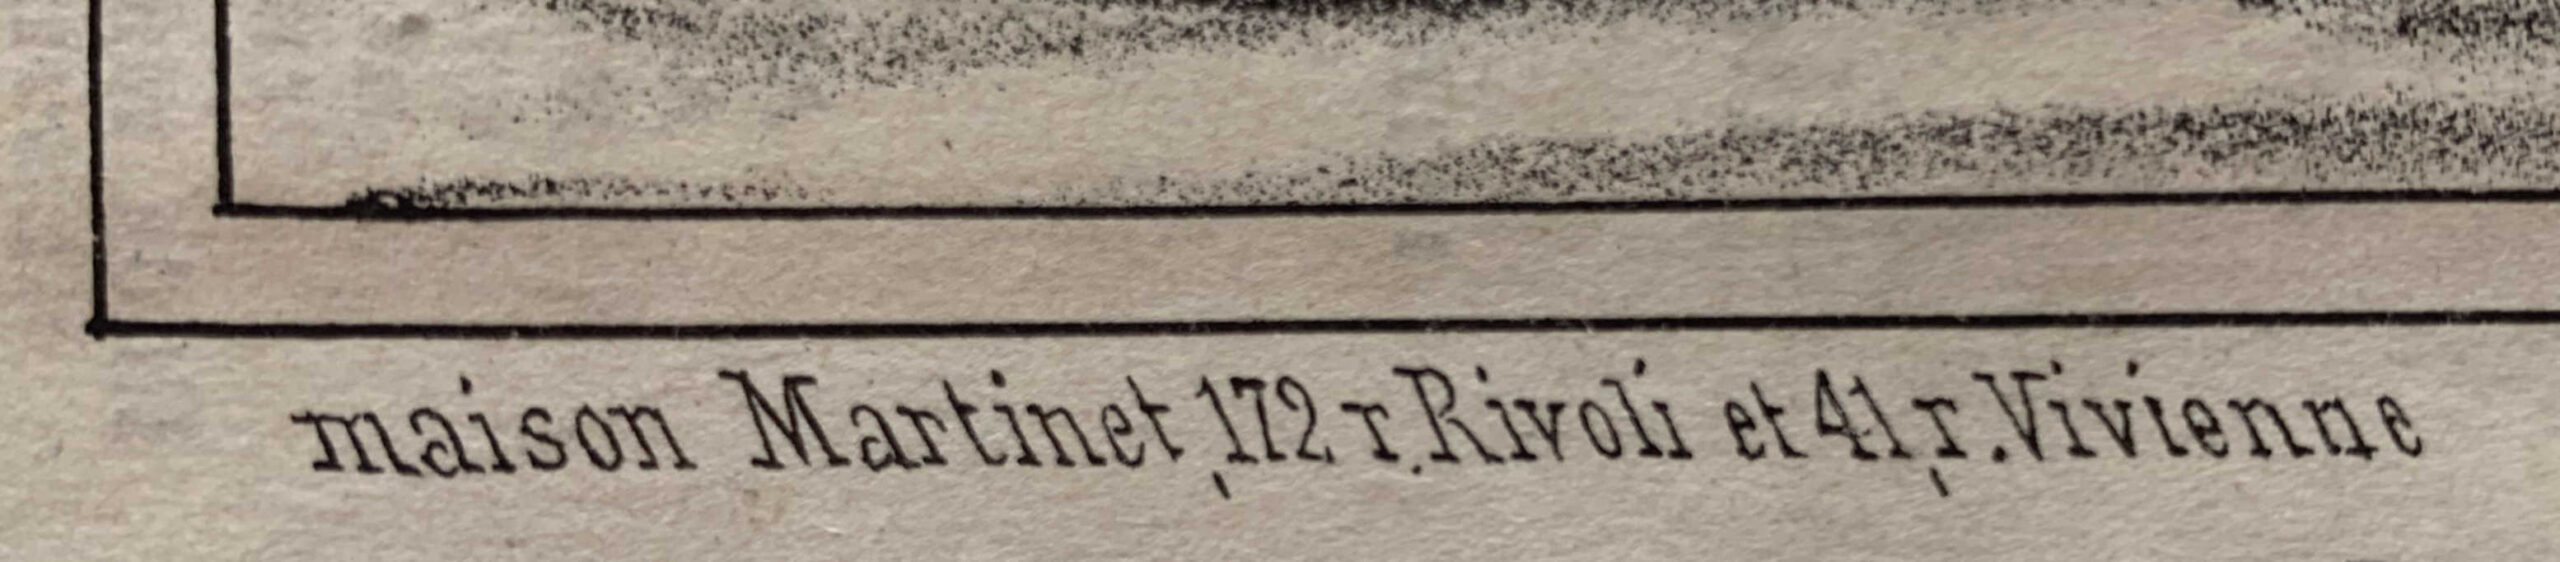 maison Martinet, 172 r. Rivoli et 41, r. Vivienne